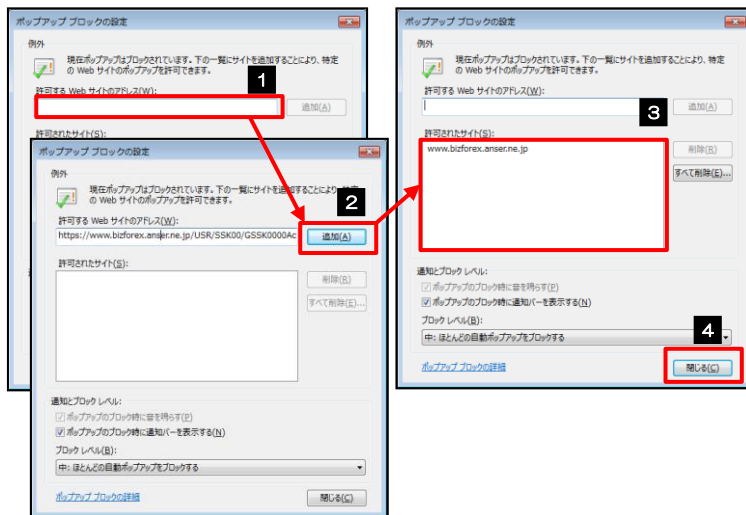 ポップアップ ブロックの設定
例外
現在ポップアップはブロックされています。下の一覧にサイトを追加することにより、特定
の Web サイトのポップアップを許可できます。
許可する Web サイトのアドレス(W):
1
追加(A)
許可されたサイト(S):
ポップアップ ブロックの設定
例外
現在ポップアップはブロックされています。下の一覧にサイトを追加することにより、特定
の Web サイトのポップアップを許可できます。
2
許可する Web サイトのアドレス(W):
https://www.bizforex.anser.ne.jp/USR/SSK00/GSSK0000Ac
追加(A)
許可されたサイト(S):
削除(R)
すべて削除(E)...
通知とブロック レベル:
ポップアップのブロック時に音を鳴らす(P)
ポップアップのブロック時に通知バーを表示する(N)
ブロック レベル(B):
中: ほとんどの自動ポップアップをブロックする
ポップアップ ブロックの詳細
閉じる(C)
ポップアップ ブロックの設定
例外
現在ポップアップはブロックされています。下の一覧にサイトを追加することにより、特定
の Web サイトのポップアップを許可できます。
許可する Web サイトのアドレス(W):
3
追加(A)
許可されたサイト(S):
www.bizforex.anser.ne.jp
削除(R)
すべて削除(E)...
通知とブロック レベル:
ポップアップのブロック時に音を鳴らす(P)
ポップアップのブロック時に通知バーを表示する(N)
ブロック レベル(B):
4
中: ほとんどの自動ポップアップをブロックする
ポップアップ ブロックの詳細
閉じる(C)